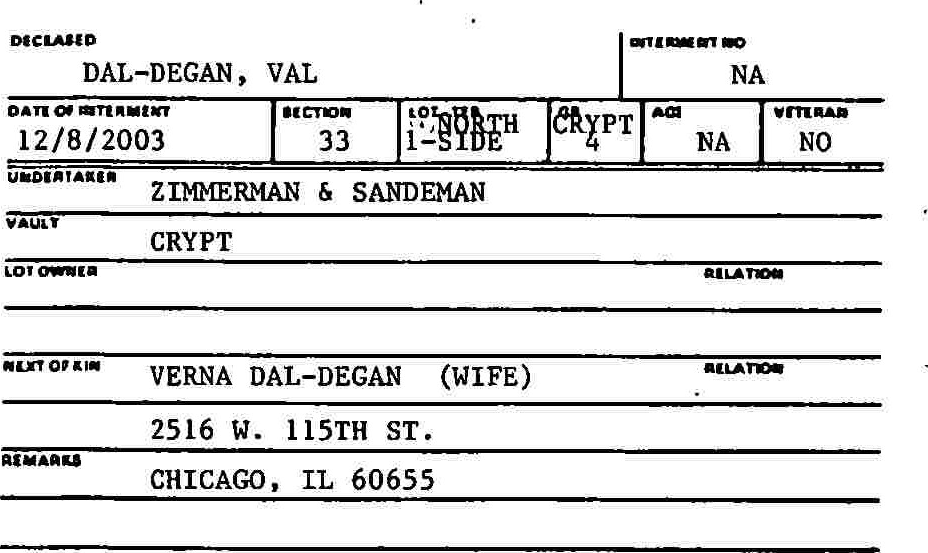 DECEASED INTERMENT NO
DAL-DEGAN, VAL NA
DATE OF INTERMENT SECTION LOT-TER GR AGE VETERAN
NORTH CRYPT
12/8/2003 33 1-SIDE 4 NA NO
UNDERTAKER ZIMMERMAN & SANDEMAN
VAULT CRYPT
LOT OWNER RELATION
NEXT OF KIN VERNA DAL-DEGAN (WIFE) RELATION
2516 W. 115TH ST.
REMARKS CHICAGO, IL 60655